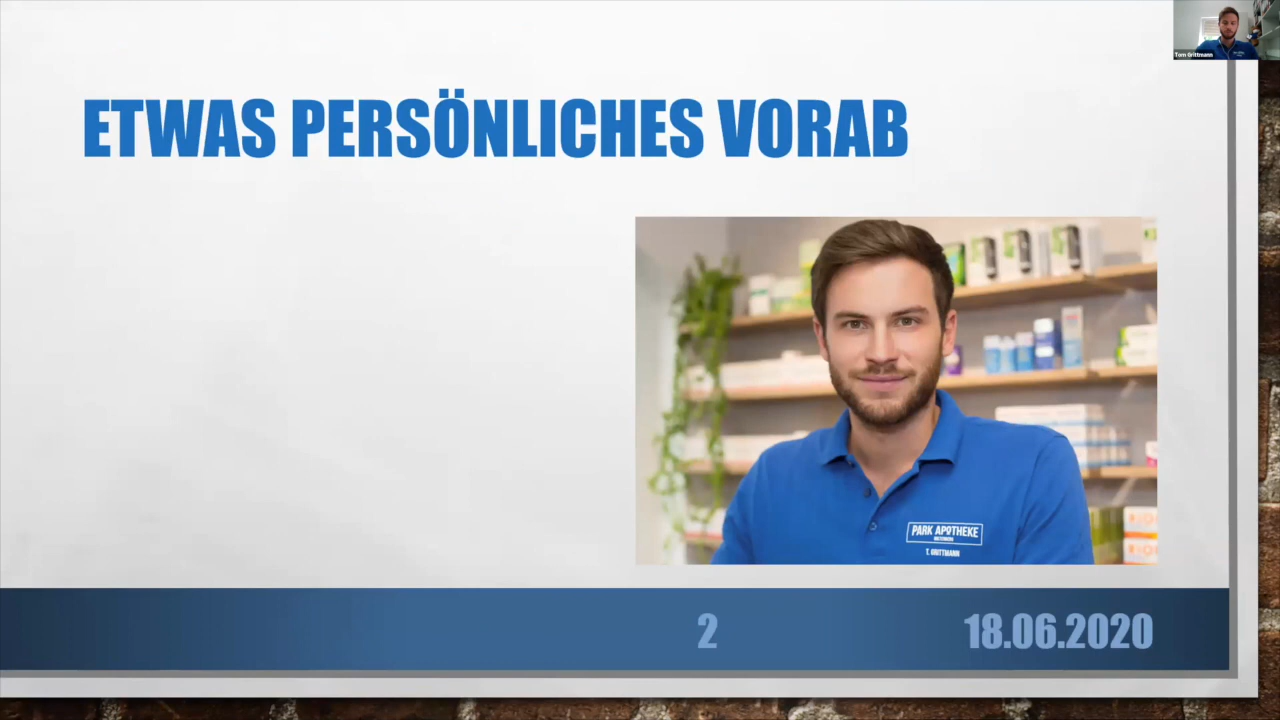 Tom Grittmann
ETWAS PERSÖNLICHES VORAB
PARK APOTHEKE
T. GRITTMANN
2
18.06.2020